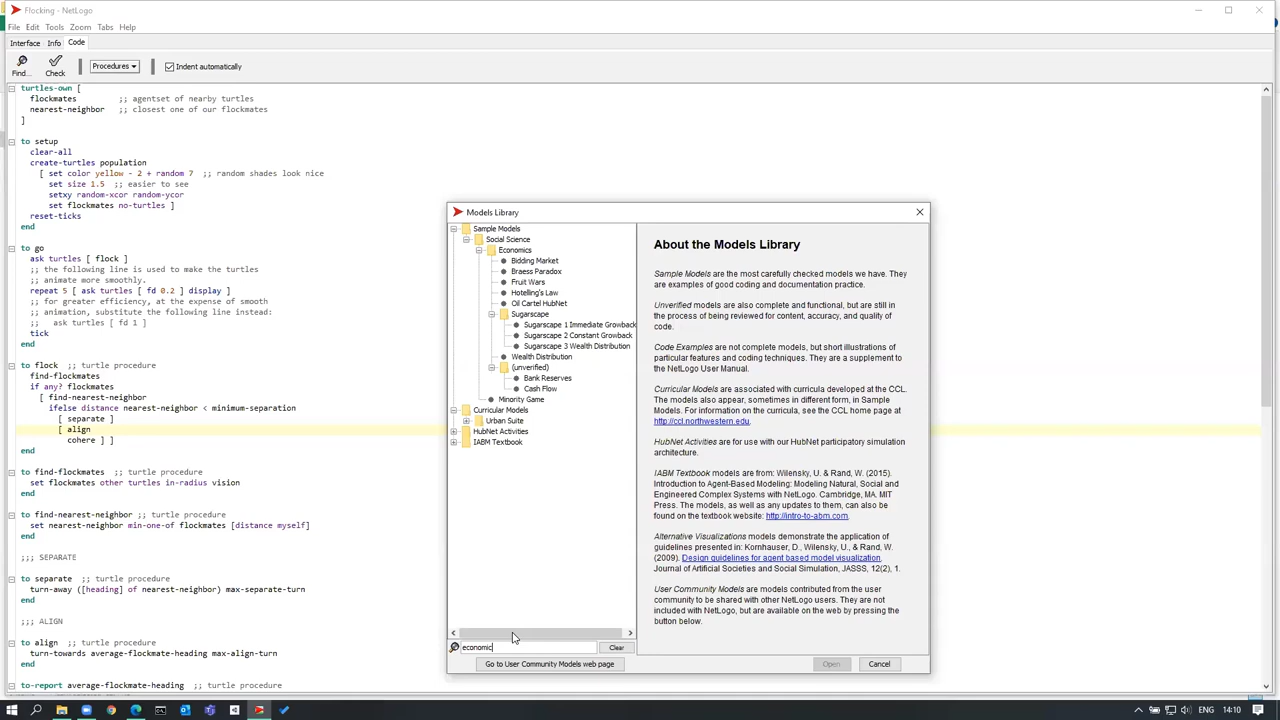 Flocking - NetLogo
File Edit Tools Zoom Tabs Help
Interface Info Code
Find... Check Procedures Indent automatically
turtles-own [
flockmates ;; agentset of nearby turtles
nearest-neighbor ;; closest one of our flockmates
]
to setup
clear-all
create-turtles population
[ set color yellow - 2 + random 7 ;; random shades look nice
set size 1.5 ;; easier to see
setxy random-xcor random-ycor
set flockmates no-turtles ]
reset-ticks
end
to go
ask turtles [ flock ]
;; the following line is used to make the turtles
;; animate more smoothly.
repeat 5 [ ask turtles [ fd 0.2 ] display ]
;; for greater efficiency, at the expense of smooth
;; animation, substitute the following line instead:
;; ask turtles [ fd 1 ]
tick
end
to flock ;; turtle procedure
find-flockmates
if any? flockmates
[ find-nearest-neighbor
ifelse distance nearest-neighbor < minimum-separation
[ separate ]
[ align
cohere ] ]
end
to find-flockmates ;; turtle procedure
set flockmates other turtles in-radius vision
end
to find-nearest-neighbor ;; turtle procedure
set nearest-neighbor min-one-of flockmates [distance myself]
end
;;; SEPARATE
to separate ;; turtle procedure
turn-away ([heading] of nearest-neighbor) max-separate-turn
end
;;; ALIGN
to align ;; turtle procedure
turn-towards average-flockmate-heading max-align-turn
end
to-report average-flockmate-heading ;; turtle procedure
Models Library
Sample Models
Social Science
Economics
Bidding Market
Braess Paradox
Fruit Wars
Hotelling's Law
Oil Cartel HubNet
Sugarscape
Sugarscape 1 Immediate Growback
Sugarscape 2 Constant Growback
Sugarscape 3 Wealth Distribution
Wealth Distribution
(unverified)
Bank Reserves
Cash Flow
Minority Game
Curricular Models
Urban Suite
HubNet Activities
IABM Textbook
economic
Clear
Go to User Community Models web page
About the Models Library
Sample Models are the most carefully checked models we have. They
are examples of good coding and documentation practice.
Unverified models are also complete and functional, but are still in
the process of being reviewed for content, accuracy, and quality of
code.
Code Examples are not complete models, but short illustrations of
particular features and coding techniques. They are a supplement to
the NetLogo User Manual.
Curricular Models are associated with curricula developed at the CCL.
The models also appear, sometimes in different form, in Sample
Models. For information on the curricula, see the CCL home page at
http://ccl.northwestern.edu.
HubNet Activities are for use with our HubNet participatory simulation
architecture.
IABM Textbook models are from: Wilensky, U. & Rand, W. (2015).
Introduction to Agent-Based Modeling: Modeling Natural, Social and
Engineered Complex Systems with NetLogo. Cambridge, MA. MIT
Press. The models, as well as any updates to them, can also be
found on the textbook website: http://intro-to-abm.com.
Alternative Visualizations models demonstrate the application of
guidelines presented in: Kornhauser, D., Wilensky, U., & Rand, W.
(2009). Design guidelines for agent based model visualization.
Journal of Artificial Societies and Social Simulation, JASSS, 12(2), 1.
User Community Models are models contributed from the user
community to be shared with other NetLogo users. They are not
included with NetLogo, but are available on the web by pressing the
button below.
Open Cancel
ENG 14:10